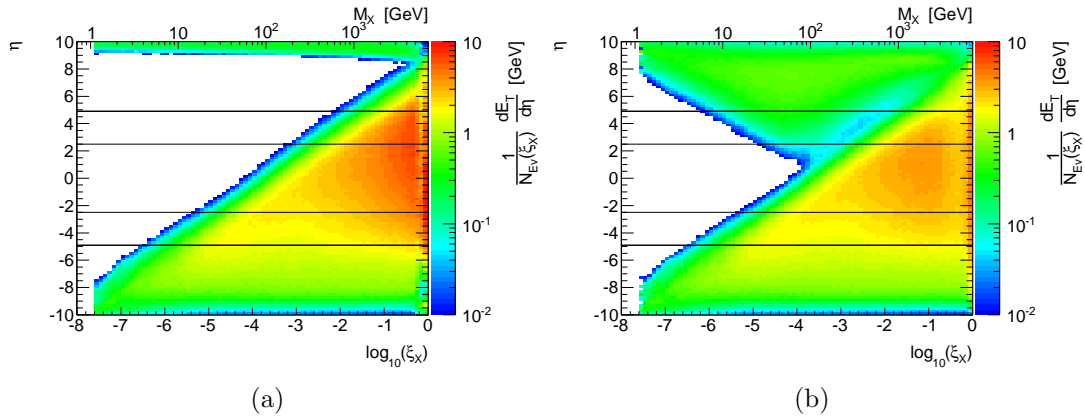 M_X [GeV]
1 10 10² 10³
η
10
8
6
4
2
0
-2
-4
-6
-8
-10
-8 -7 -6 -5 -4 -3 -2 -1 0
log₁₀(ξ_X)
10
1
10⁻¹
10⁻²
1/N_Ev(ξ_X) dE_T/dη [GeV]
(a)
M_X [GeV]
1 10 10² 10³
η
10
8
6
4
2
0
-2
-4
-6
-8
-10
-8 -7 -6 -5 -4 -3 -2 -1 0
log₁₀(ξ_X)
10
1
10⁻¹
10⁻²
1/N_Ev(ξ_X) dE_T/dη [GeV]
(b)